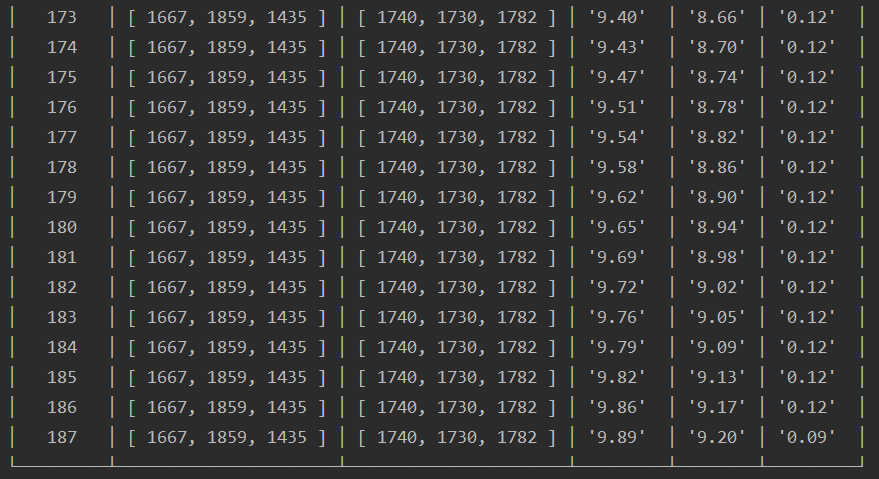 | 173 | [ 1667, 1859, 1435 ] | [ 1740, 1730, 1782 ] | '9.40' | '8.66' | '0.12' |
| 174 | [ 1667, 1859, 1435 ] | [ 1740, 1730, 1782 ] | '9.43' | '8.70' | '0.12' |
| 175 | [ 1667, 1859, 1435 ] | [ 1740, 1730, 1782 ] | '9.47' | '8.74' | '0.12' |
| 176 | [ 1667, 1859, 1435 ] | [ 1740, 1730, 1782 ] | '9.51' | '8.78' | '0.12' |
| 177 | [ 1667, 1859, 1435 ] | [ 1740, 1730, 1782 ] | '9.54' | '8.82' | '0.12' |
| 178 | [ 1667, 1859, 1435 ] | [ 1740, 1730, 1782 ] | '9.58' | '8.86' | '0.12' |
| 179 | [ 1667, 1859, 1435 ] | [ 1740, 1730, 1782 ] | '9.62' | '8.90' | '0.12' |
| 180 | [ 1667, 1859, 1435 ] | [ 1740, 1730, 1782 ] | '9.65' | '8.94' | '0.12' |
| 181 | [ 1667, 1859, 1435 ] | [ 1740, 1730, 1782 ] | '9.69' | '8.98' | '0.12' |
| 182 | [ 1667, 1859, 1435 ] | [ 1740, 1730, 1782 ] | '9.72' | '9.02' | '0.12' |
| 183 | [ 1667, 1859, 1435 ] | [ 1740, 1730, 1782 ] | '9.76' | '9.05' | '0.12' |
| 184 | [ 1667, 1859, 1435 ] | [ 1740, 1730, 1782 ] | '9.79' | '9.09' | '0.12' |
| 185 | [ 1667, 1859, 1435 ] | [ 1740, 1730, 1782 ] | '9.82' | '9.13' | '0.12' |
| 186 | [ 1667, 1859, 1435 ] | [ 1740, 1730, 1782 ] | '9.86' | '9.17' | '0.12' |
| 187 | [ 1667, 1859, 1435 ] | [ 1740, 1730, 1782 ] | '9.89' | '9.20' | '0.09' |